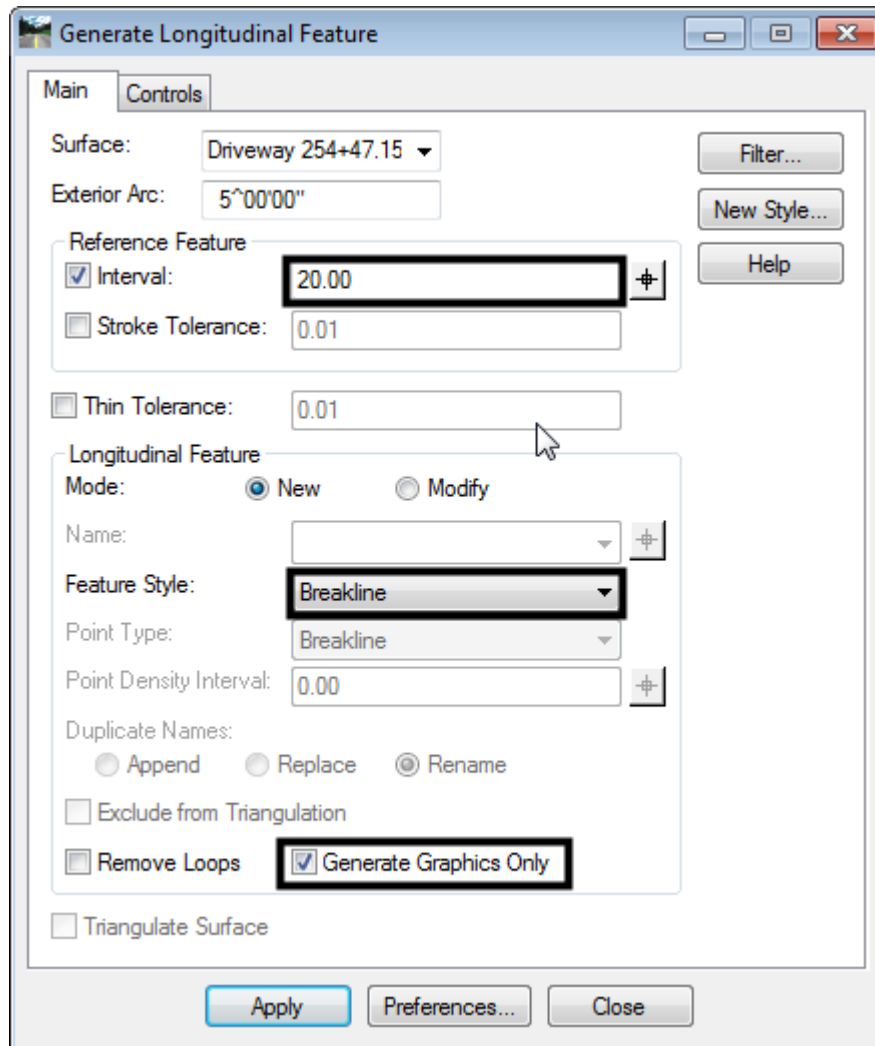 Generate Longitudinal Feature
Main Controls
Surface: Driveway 254+47.15 Filter...
Exterior Arc: 5^00'00" New Style...
Reference Feature Help
Interval: 20.00
Stroke Tolerance: 0.01
Thin Tolerance: 0.01
Longitudinal Feature
Mode: New Modify
Name:
Feature Style: Breakline
Point Type: Breakline
Point Density Interval: 0.00
Duplicate Names:
Append Replace Rename
Exclude from Triangulation
Remove Loops Generate Graphics Only
Triangulate Surface
Apply Preferences... Close